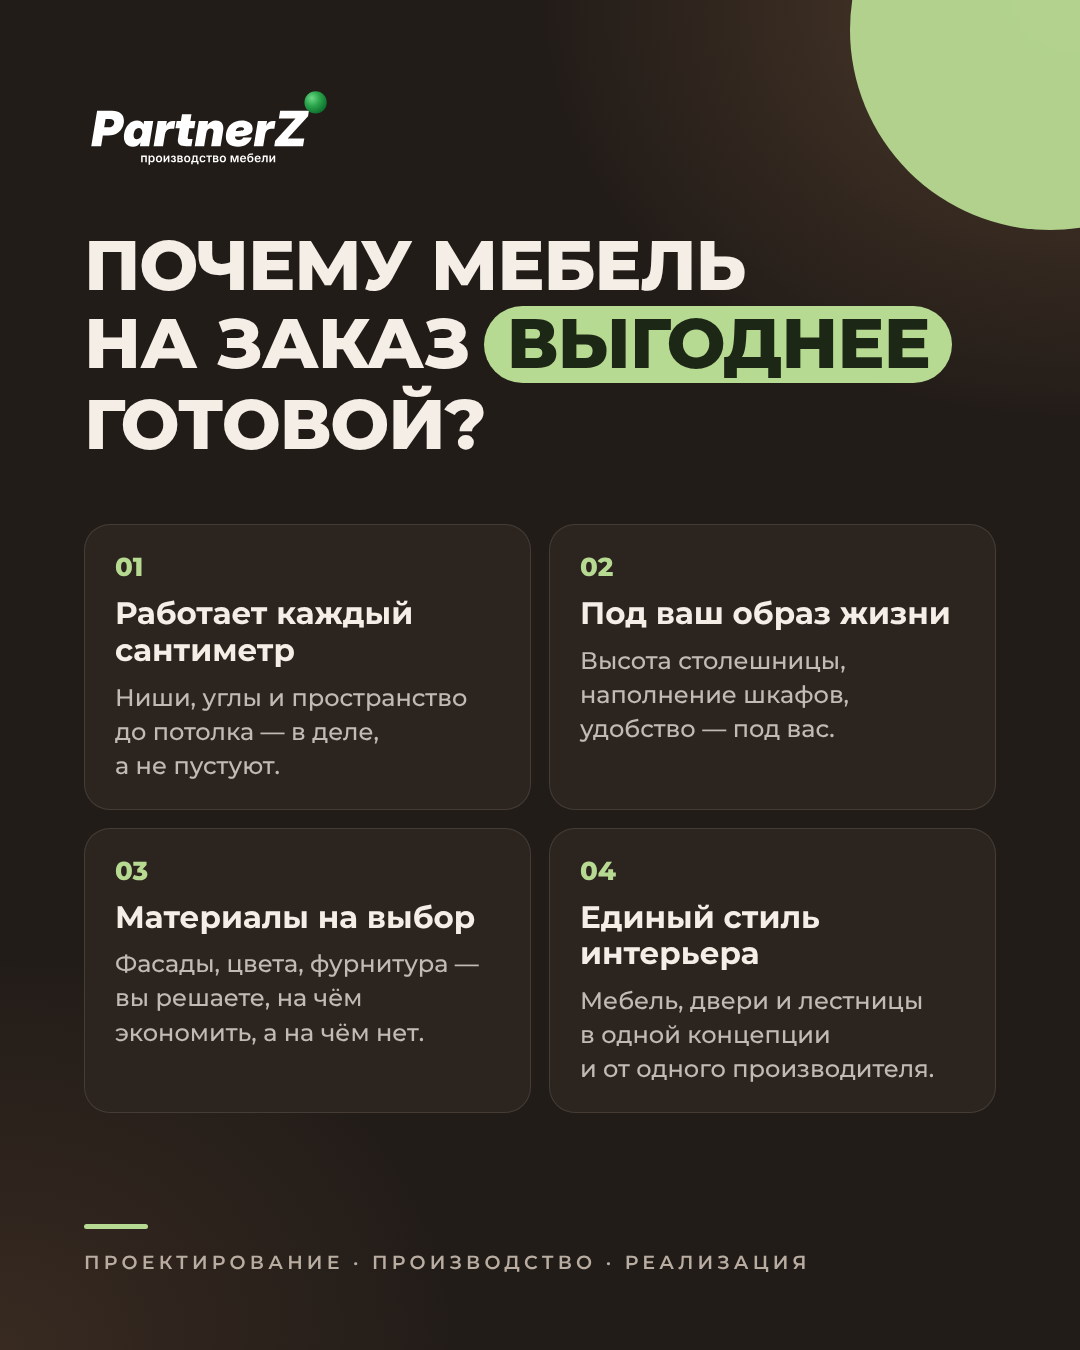 PartnerZ
производство мебели
ПОЧЕМУ МЕБЕЛЬ
НА ЗАКАЗ ВЫГОДНЕЕ
ГОТОВОЙ?
01
Работает каждый
сантиметр
Ниши, углы и пространство
до потолка — в деле,
а не пустуют.
02
Под ваш образ жизни
Высота столешницы,
наполнение шкафов,
удобство — под вас.
03
Материалы на выбор
Фасады, цвета, фурнитура —
вы решаете, на чём
экономить, а на чём нет.
04
Единый стиль
интерьера
Мебель, двери и лестницы
в одной концепции
и от одного производителя.
ПРОЕКТИРОВАНИЕ · ПРОИЗВОДСТВО · РЕАЛИЗАЦИЯ